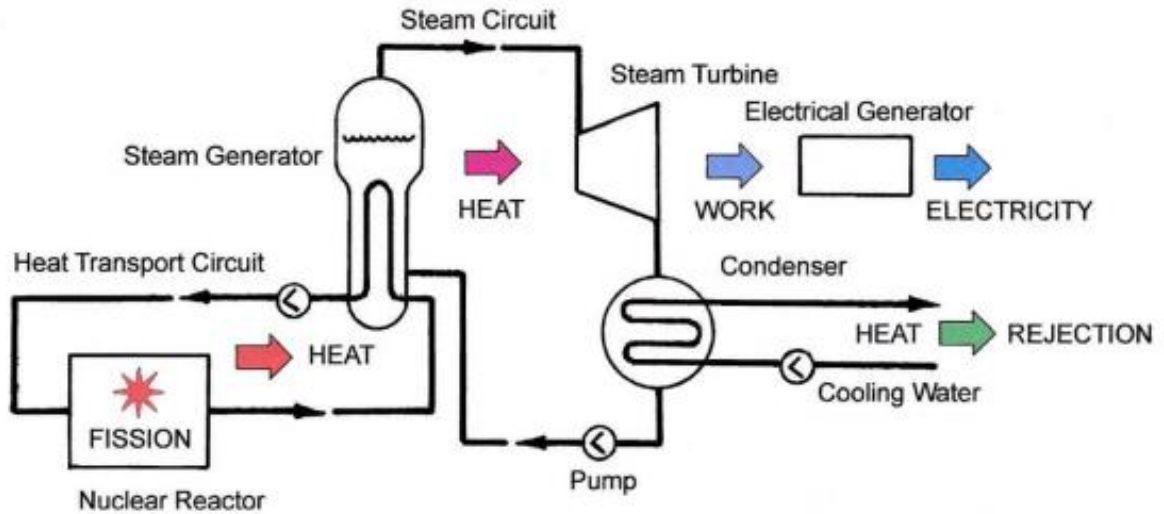 Steam Circuit
Steam Turbine
Electrical Generator
Steam Generator
HEAT
WORK
ELECTRICITY
Heat Transport Circuit
Condenser
HEAT
HEAT
REJECTION
Cooling Water
FISSION
Pump
Nuclear Reactor